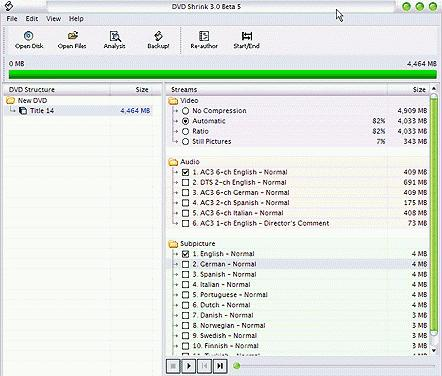 DVD Shrink 3.0 Beta 5
File Edit View Help
Open Disk Open Files Analysis Backup! Re-author Start/End
0 MB 4,464 MB
DVD Structure Size Streams Size
New DVD
Title 14 4,464 MB
Video
No Compression 4,909 MB
Automatic 82% 4,033 MB
Ratio 82% 4,033 MB
Still Pictures 7% 343 MB
Audio
1. AC3 6-ch English - Normal 409 MB
2. DTS 2-ch English - Normal 691 MB
3. AC3 6-ch German - Normal 409 MB
4. AC3 2-ch Spanish - Normal 175 MB
5. AC3 6-ch Italian - Normal 408 MB
6. AC3 1-ch English - Director's Comment 73 MB
Subpicture
1. English - Normal 4 MB
2. German - Normal 4 MB
3. Spanish - Normal 4 MB
4. Italian - Normal 4 MB
5. Portuguese - Normal 4 MB
6. Dutch - Normal 4 MB
7. Danish - Normal 4 MB
8. Norwegian - Normal 3 MB
9. Swedish - Normal 3 MB
10. Finnish - Normal 3 MB